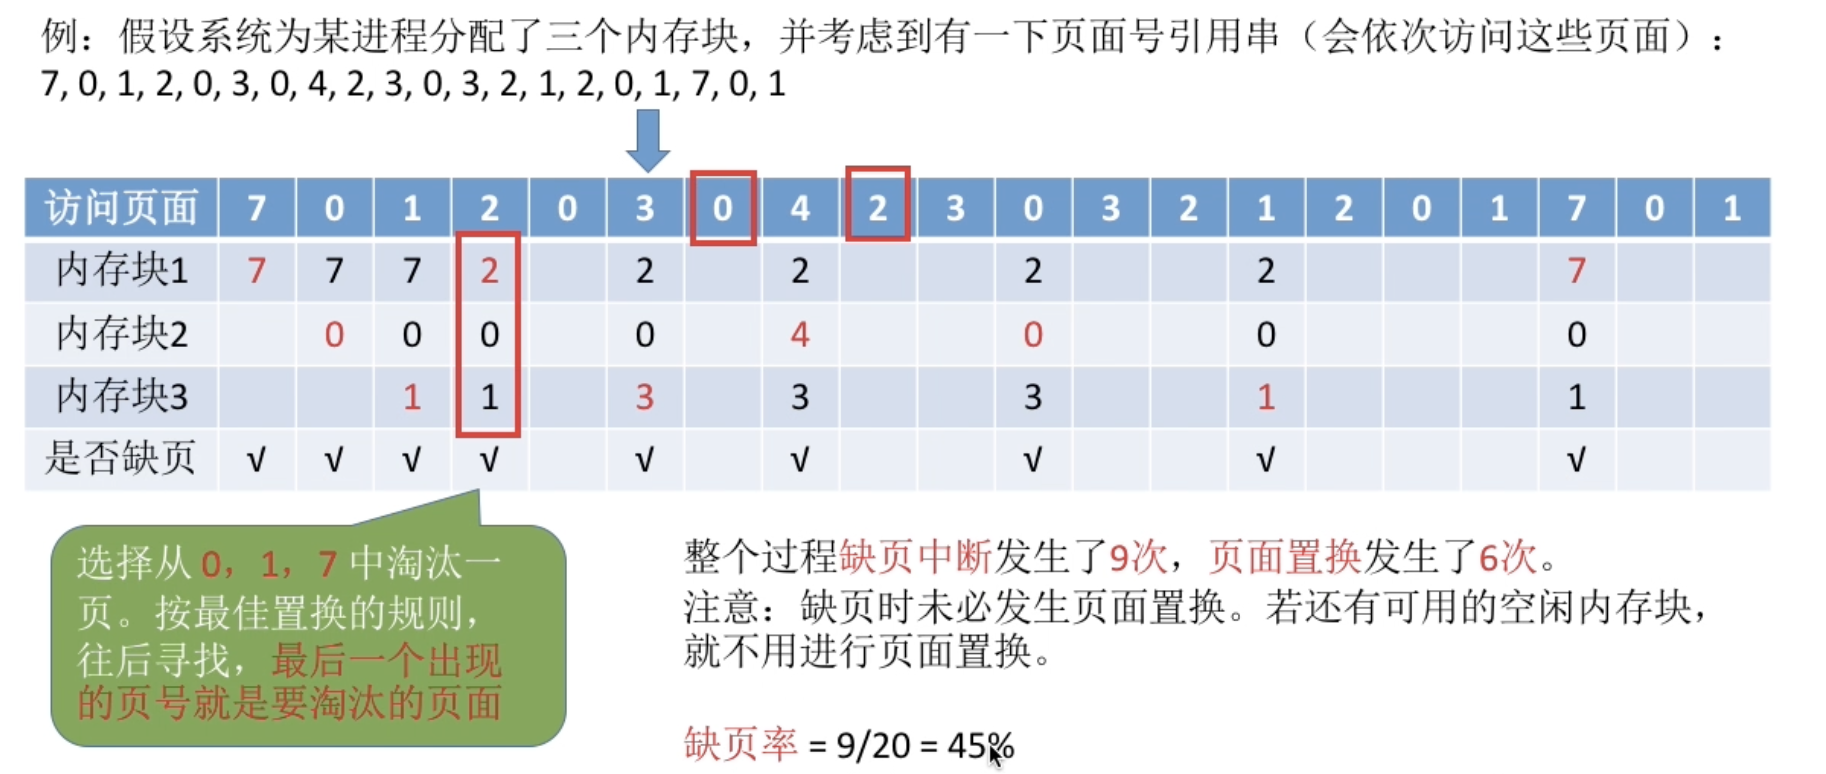 例：假设系统为某进程分配了三个内存块，并考虑到有一下页面号引用串（会依次访问这些页面）：
7, 0, 1, 2, 0, 3, 0, 4, 2, 3, 0, 3, 2, 1, 2, 0, 1, 7, 0, 1
访问页面 7 0 1 2 0 3 0 4 2 3 0 3 2 1 2 0 1 7 0 1
内存块1 7 7 7 2 2 2 2 2 7
内存块2 0 0 0 0 4 0 0 0
内存块3 1 1 3 3 3 1 1
是否缺页 √ √ √ √ √ √ √ √ √
选择从 0，1，7 中淘汰一
页。按最佳置换的规则，
往后寻找，最后一个出现
的页号就是要淘汰的页面
整个过程缺页中断发生了9次，页面置换发生了6次。
注意：缺页时未必发生页面置换。若还有可用的空闲内存块，
就不用进行页面置换。
缺页率 = 9/20 = 45%